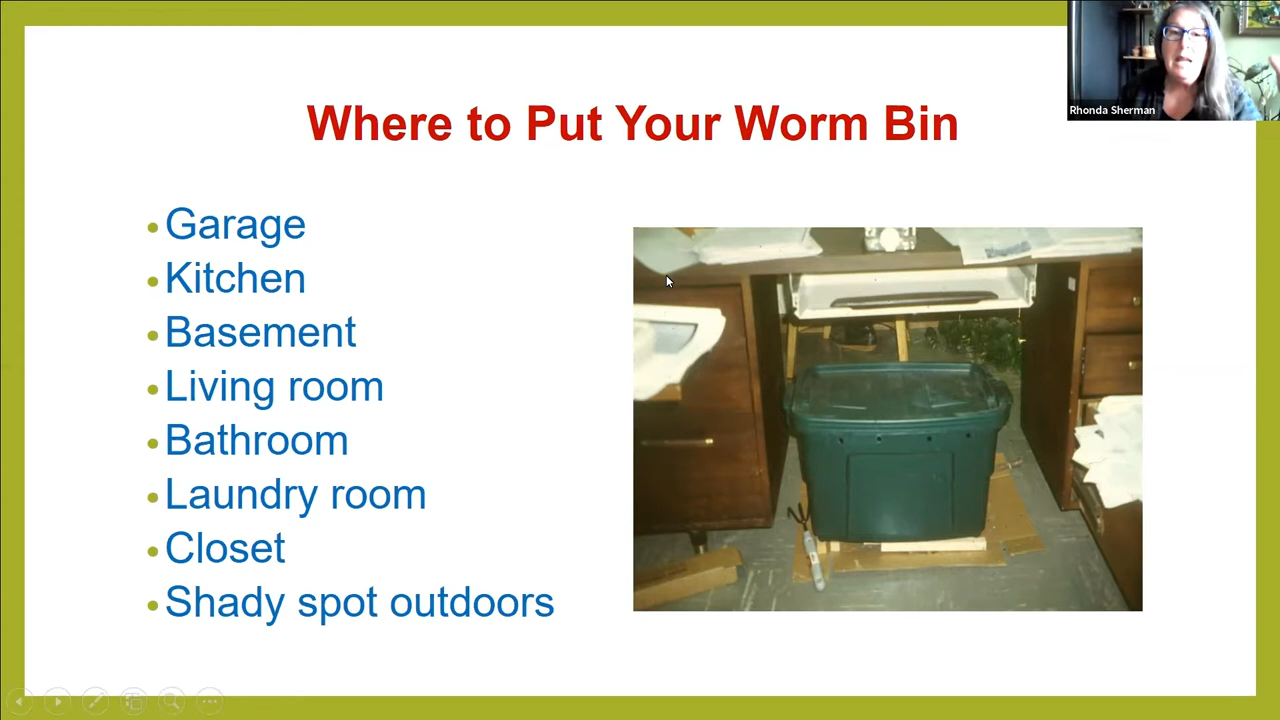 Where to Put Your Worm Bin
Rhonda Sherman
• Garage
• Kitchen
• Basement
• Living room
• Bathroom
• Laundry room
• Closet
• Shady spot outdoors